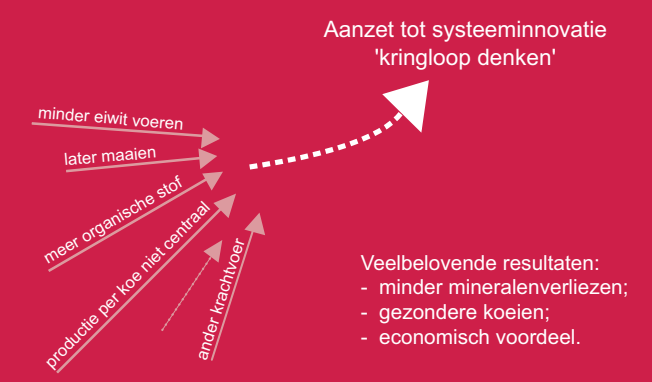 Aanzet tot systeeminnovatie
'kringloop denken'
minder eiwit voeren
later maaien
meer organische stof
productie per koe niet centraal
ander krachtvoer
Veelbelovende resultaten:
- minder mineralenverliezen;
- gezondere koeien;
- economisch voordeel.